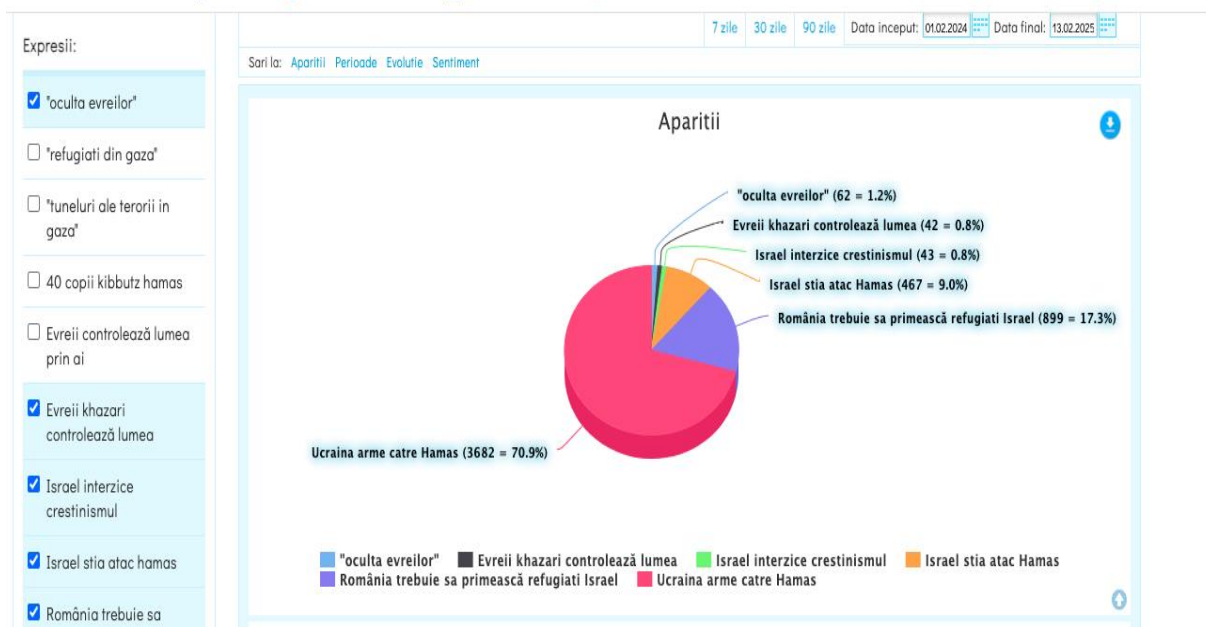 7 zile 30 zile 90 zile Data inceput: 01.02.2024 Data final: 13.02.2025
Expresii:
Sari la: Aparitii Perioade Evolutie Sentiment
"oculta evreilor"
"refugiati din gaza"
"tuneluri ale terorii in
gaza"
40 copii kibbutz hamas
Evreii controlează lumea
prin ai
Evreii khazari
controlează lumea
Israel interzice
crestinismul
Israel stia atac hamas
România trebuie sa
Aparitii
"oculta evreilor" (62 = 1.2%)
Evreii khazari controlează lumea (42 = 0.8%)
Israel interzice crestinismul (43 = 0.8%)
Israel stia atac Hamas (467 = 9.0%)
România trebuie sa primească refugiati Israel (899 = 17.3%)
Ucraina arme catre Hamas (3682 = 70.9%)
"oculta evreilor" Evreii khazari controlează lumea Israel interzice crestinismul Israel stia atac Hamas
România trebuie sa primească refugiati Israel Ucraina arme catre Hamas